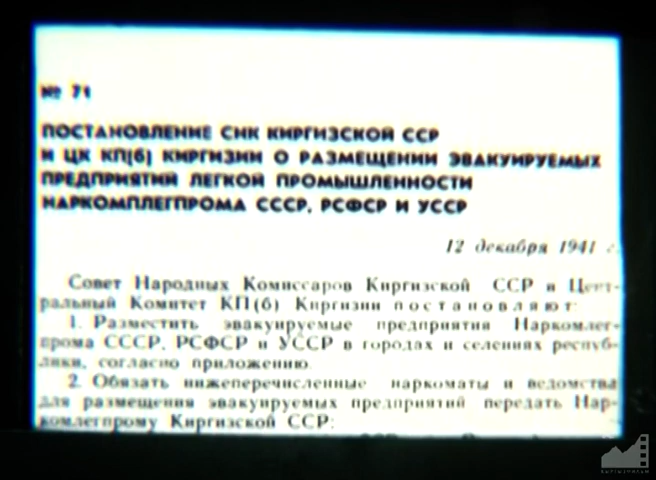 № 71
ПОСТАНОВЛЕНИЕ СНК КИРГИЗСКОЙ ССР
И ЦК КП(б) КИРГИЗИИ О РАЗМЕЩЕНИИ ЭВАКУИРУЕМЫХ
ПРЕДПРИЯТИЙ ЛЕГКОЙ ПРОМЫШЛЕННОСТИ
НАРКОМЛЕГПРОМА СССР, РСФСР И УССР
12 декабря 1941 г.
Совет Народных Комиссаров Киргизской ССР и Цент-
ральный Комитет КП(б) Киргизии постановляют:
1. Разместить эвакуируемые предприятия Наркомлег-
прома СССР, РСФСР и УССР в городах и селениях респуб-
лики, согласно приложению.
2. Обязать нижеперечисленные наркоматы и ведомства
для размещения эвакуируемых предприятий передать Нар-
комлегпрому Киргизской ССР:
КЫРГЫЗФИЛЬМ